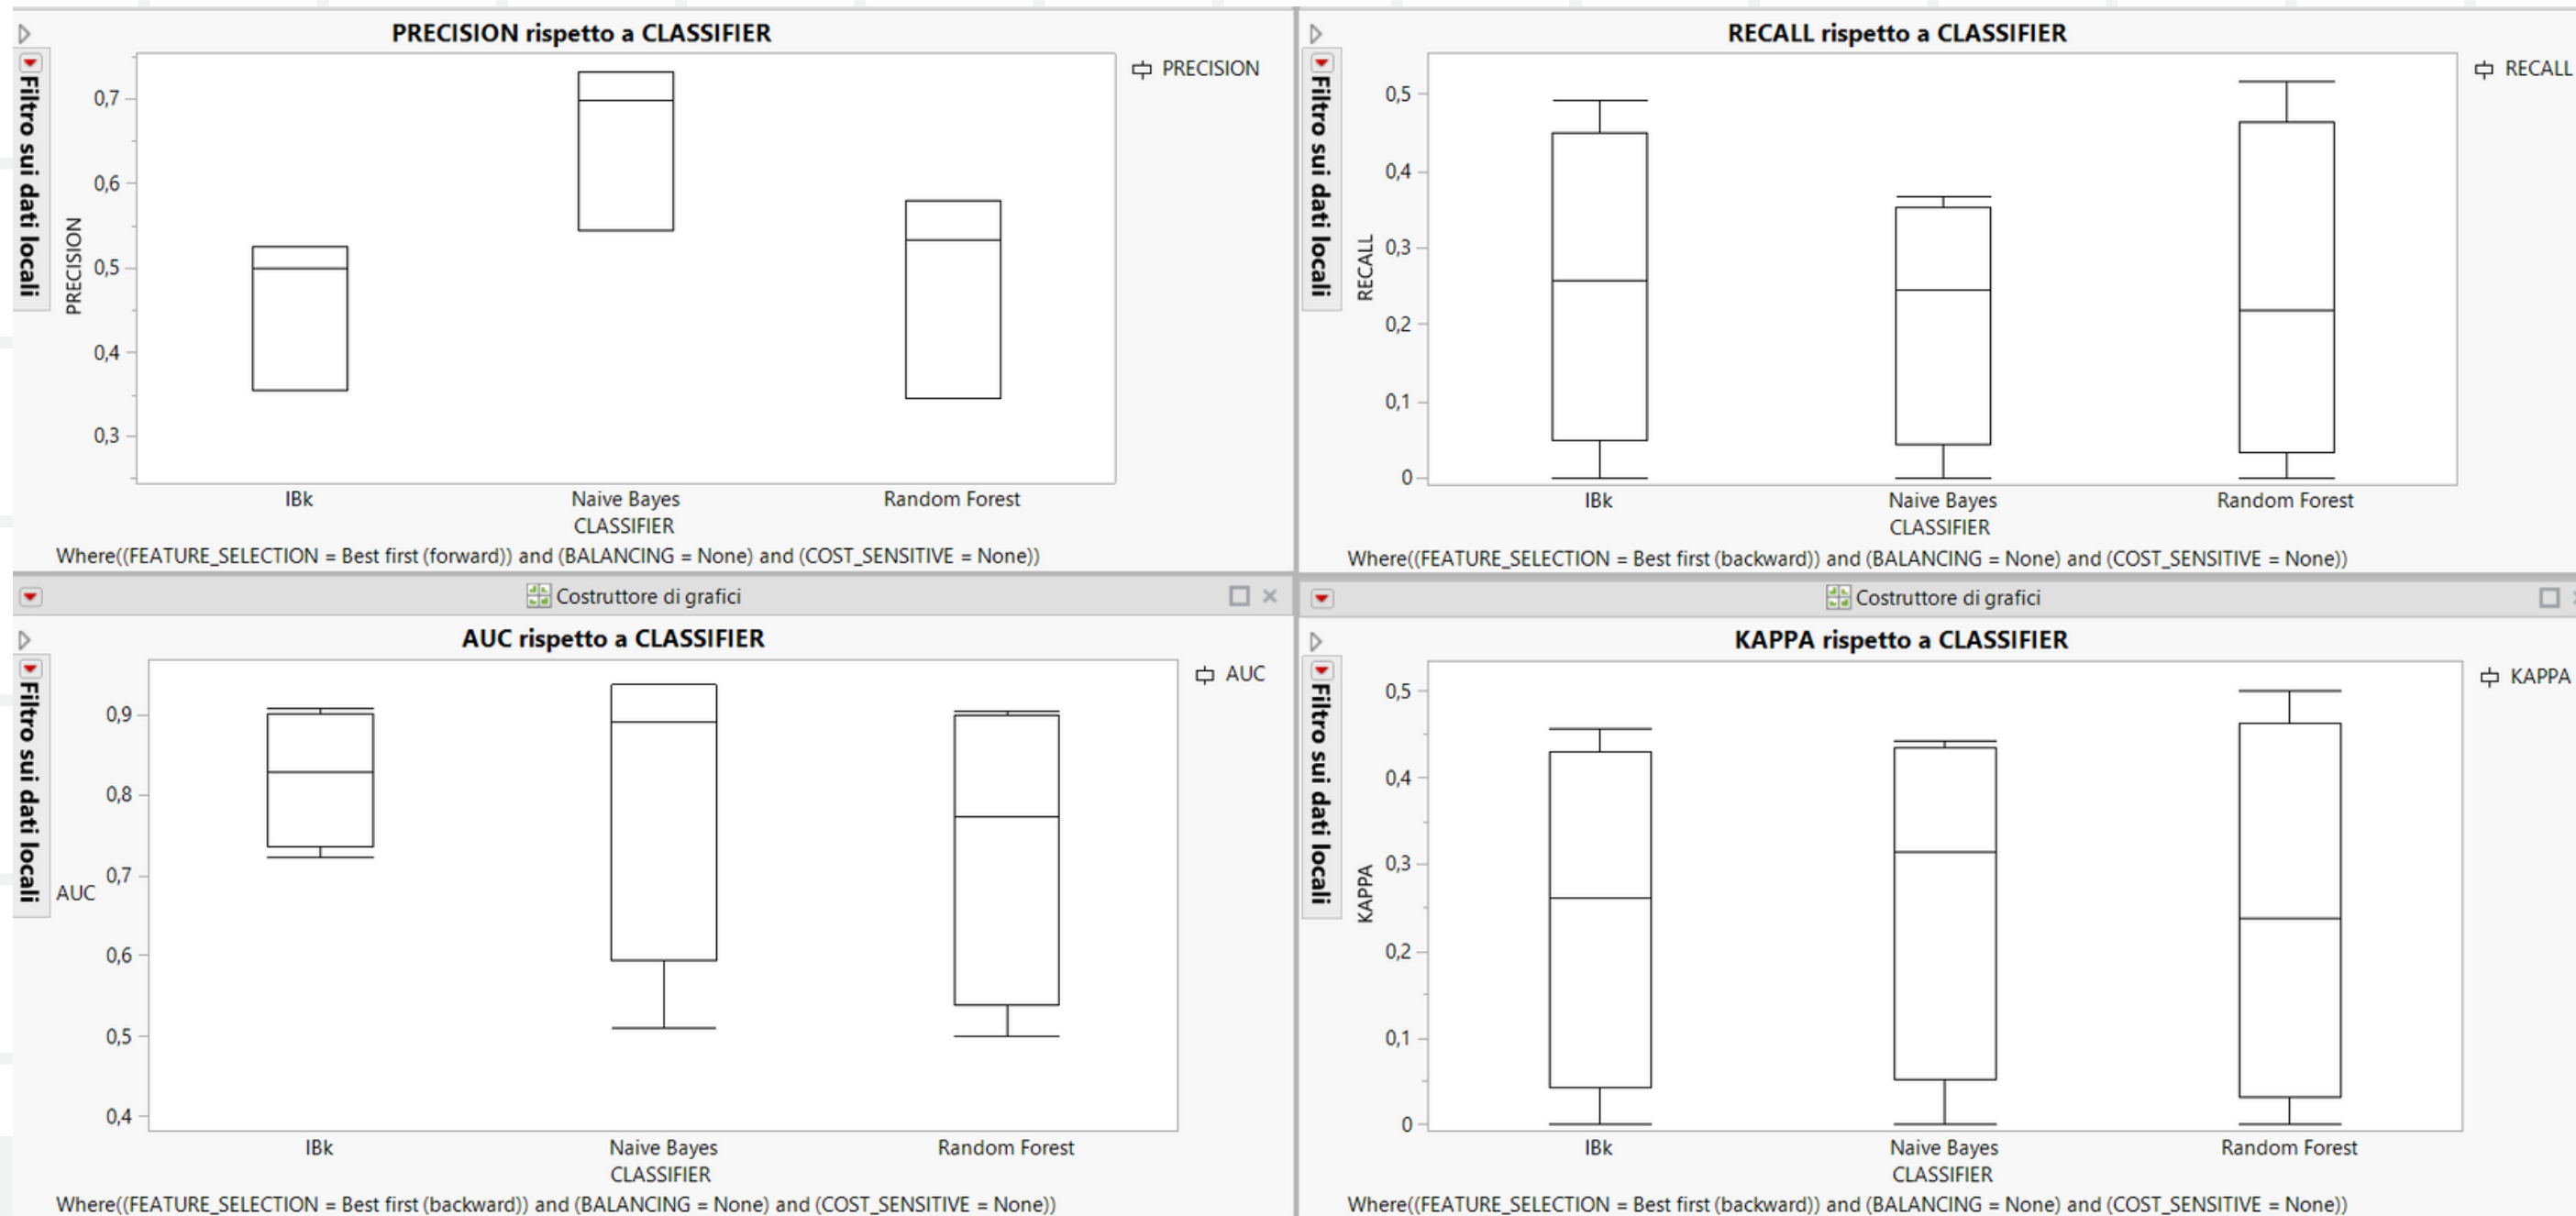 PRECISION rispetto a CLASSIFIER
Filtro sui dati locali
PRECISION
0,7
0,6
0,5
0,4
0,3
PRECISION
IBk Naive Bayes Random Forest
CLASSIFIER
Where((FEATURE_SELECTION = Best first (forward)) and (BALANCING = None) and (COST_SENSITIVE = None))
RECALL rispetto a CLASSIFIER
Filtro sui dati locali
RECALL
0,5
0,4
0,3
0,2
0,1
0
RECALL
IBk Naive Bayes Random Forest
CLASSIFIER
Where((FEATURE_SELECTION = Best first (backward)) and (BALANCING = None) and (COST_SENSITIVE = None))
Costruttore di grafici
AUC rispetto a CLASSIFIER
Filtro sui dati locali
AUC
0,9
0,8
0,7
0,6
0,5
0,4
AUC
IBk Naive Bayes Random Forest
CLASSIFIER
Where((FEATURE_SELECTION = Best first (backward)) and (BALANCING = None) and (COST_SENSITIVE = None))
Costruttore di grafici
KAPPA rispetto a CLASSIFIER
Filtro sui dati locali
KAPPA
0,5
0,4
0,3
0,2
0,1
0
KAPPA
IBk Naive Bayes Random Forest
CLASSIFIER
Where((FEATURE_SELECTION = Best first (backward)) and (BALANCING = None) and (COST_SENSITIVE = None))